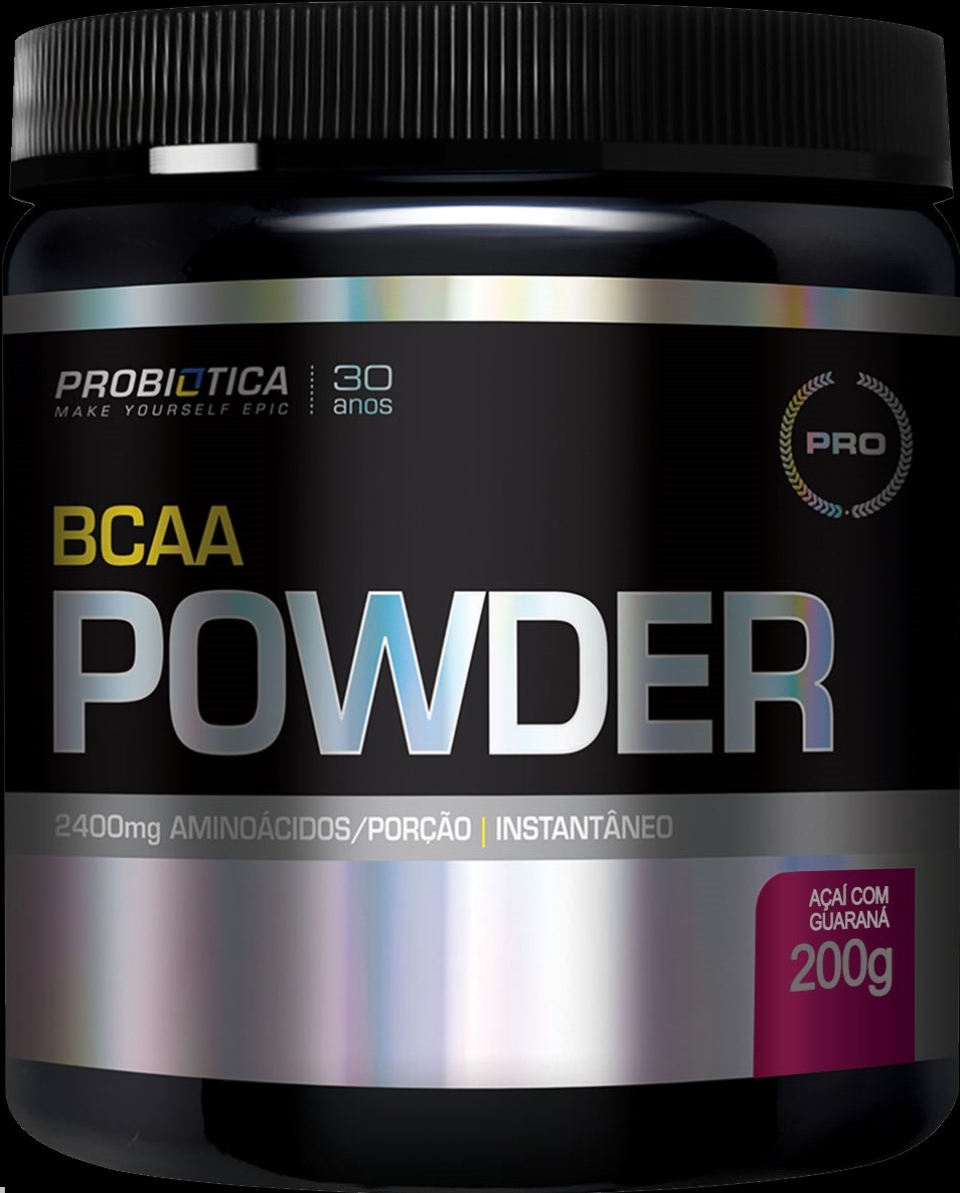 PROBIOTICA
MAKE YOURSELF EPIC
30
anos
PRO
BCAA
POWDER
2400mg AMINOÁCIDOS/PORÇÃO | INSTANTÂNEO
AÇAÍ COM
GUARANÁ
200g